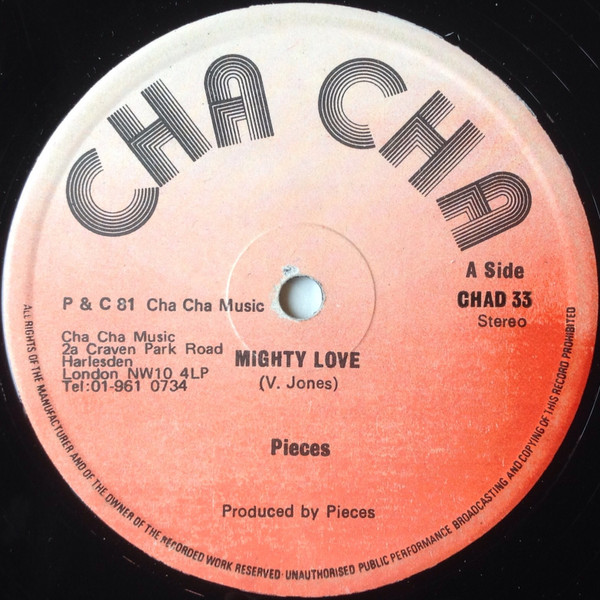 CHA CHA
A Side
CHAD 33
Stereo
P & C 81 Cha Cha Music
Cha Cha Music
2a Craven Park Road
Harlesden
London NW10 4LP
Tel:01-961 0734
MiGHTY LOVE
(V. Jones)
Pieces
Produced by Pieces
ALL RIGHTS OF THE MANUFACTURER AND OF THE OWNER OF THE RECORDED WORK RESERVED · UNAUTHORISED PUBLIC PERFORMANCE BROADCASTING AND COPYING OF THIS RECORD PROHIBITED